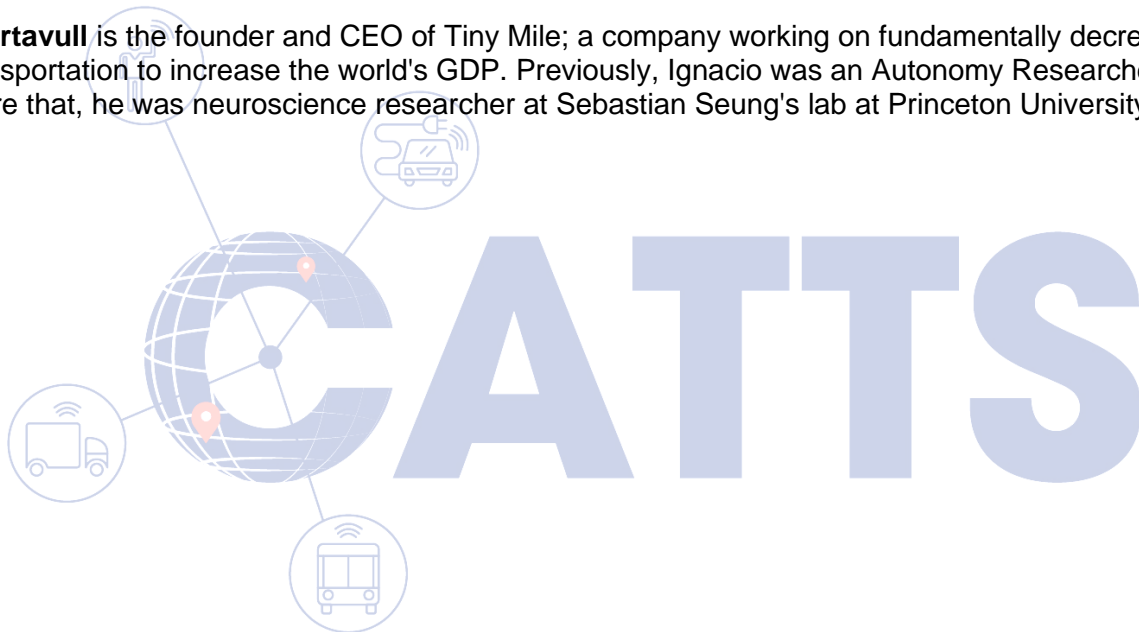 rtavull is the founder and CEO of Tiny Mile; a company working on fundamentally decre
sportation to increase the world's GDP. Previously, Ignacio was an Autonomy Researche
re that, he was neuroscience researcher at Sebastian Seung's lab at Princeton University
CATTS